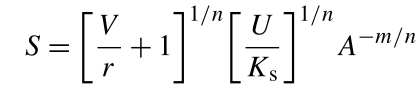 S = [V/r + 1]^{1/n} [U/K_s]^{1/n} A^{-m/n}